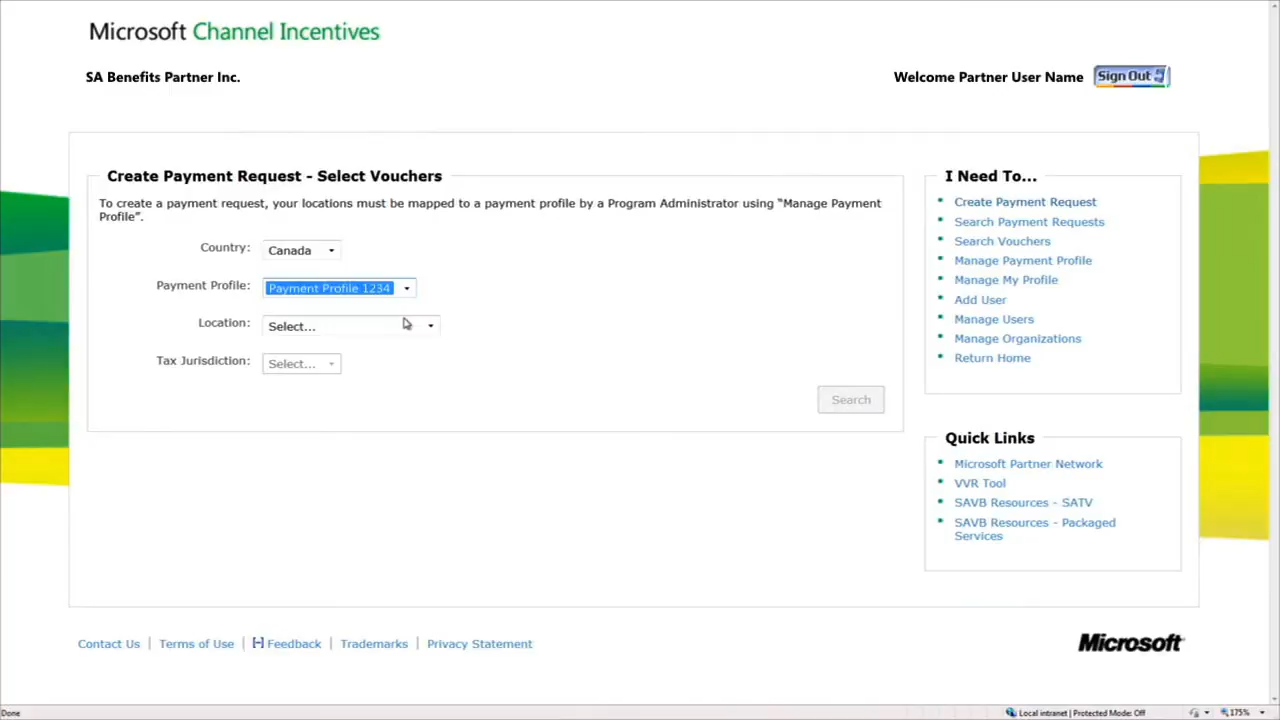 Microsoft Channel Incentives
SA Benefits Partner Inc.
Welcome Partner User Name
Sign Out
Create Payment Request - Select Vouchers
To create a payment request, your locations must be mapped to a payment profile by a Program Administrator using “Manage Payment
Profile”.
Country: Canada
Payment Profile: Payment Profile 1234
Location: Select...
Tax Jurisdiction: Select...
Search
I Need To...
Create Payment Request
Search Payment Requests
Search Vouchers
Manage Payment Profile
Manage My Profile
Add User
Manage Users
Manage Organizations
Return Home
Quick Links
Microsoft Partner Network
VVR Tool
SAVB Resources - SATV
SAVB Resources - Packaged
Services
Contact Us | Terms of Use | [-] Feedback | Trademarks | Privacy Statement
Microsoft
Done
Local intranet | Protected Mode: Off
175%